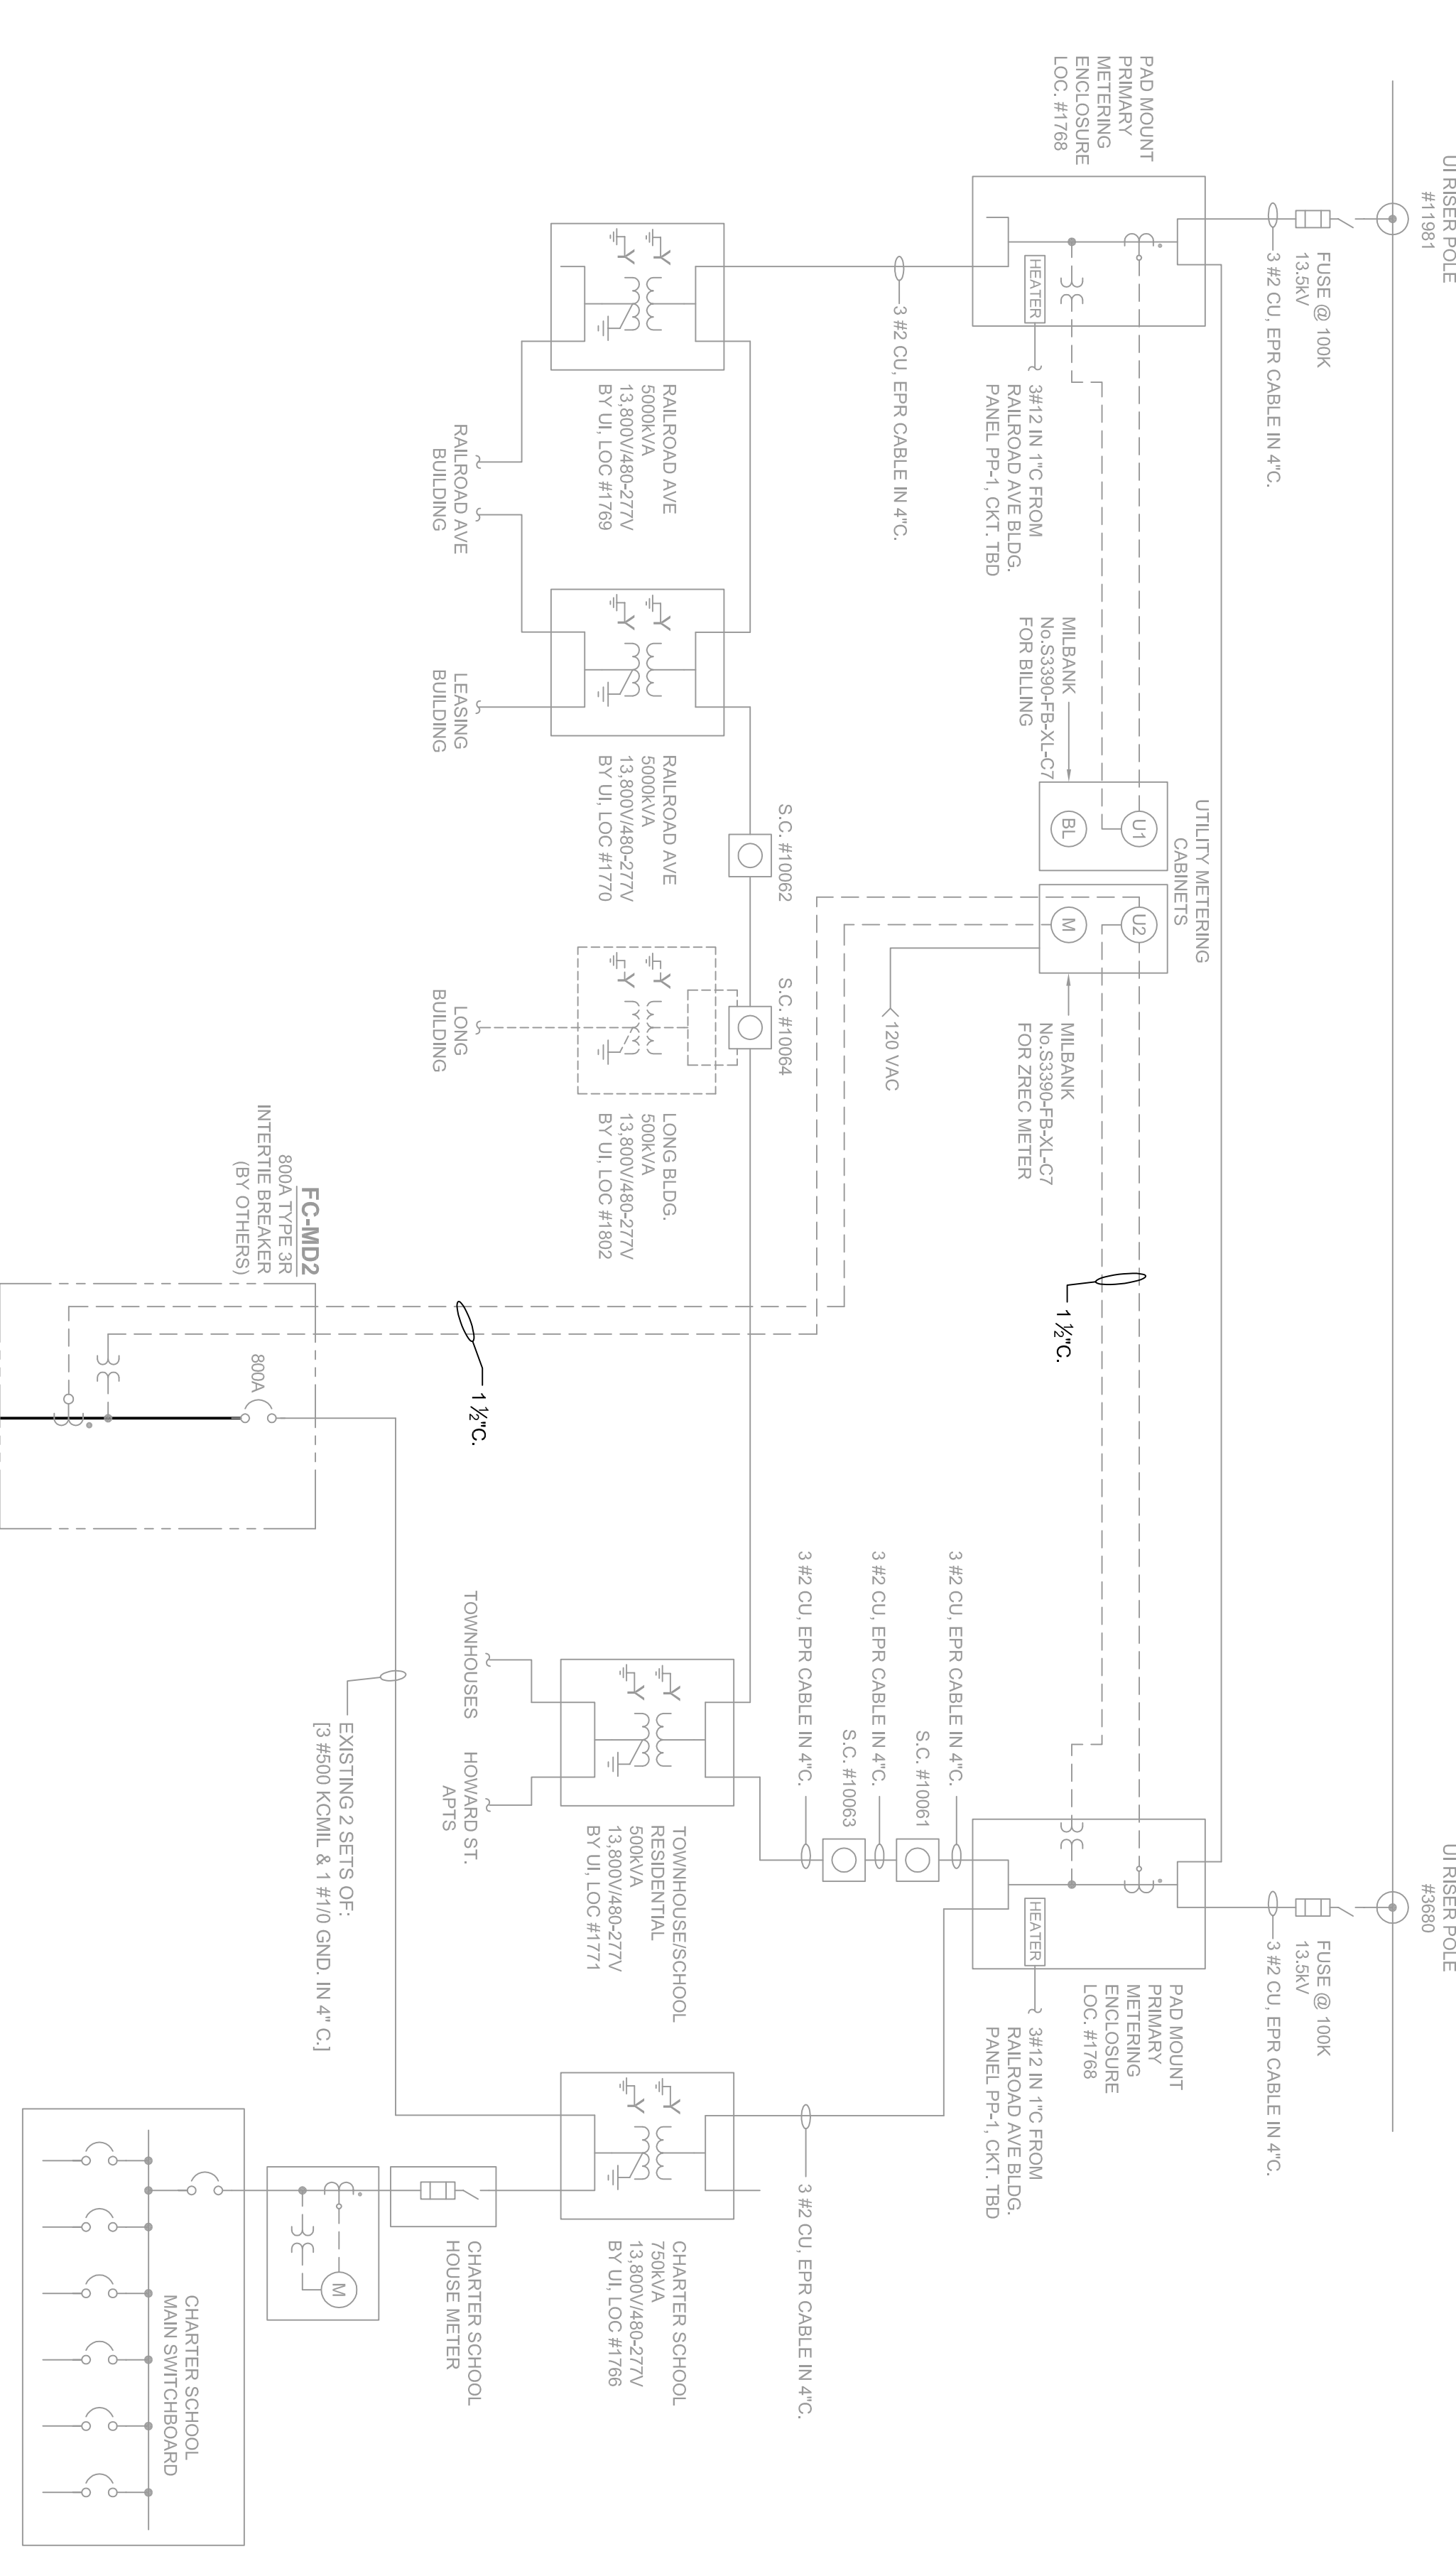 UI RISER POLE
#11981
FUSE @ 100K
13.5kV
3 #2 CU, EPR CABLE IN 4"C.
PAD MOUNT
PRIMARY
METERING
ENCLOSURE
LOC. #1768
HEATER
3#12 IN 1"C FROM
RAILROAD AVE BLDG.
PANEL PP-1, CKT. TBD
3 #2 CU, EPR CABLE IN 4"C.
UTILITY METERING
CABINETS
U1
BL
U2
M
MILBANK
No.S3390-FB-XL-C7
FOR BILLING
MILBANK
No.S3390-FB-XL-C7
FOR ZREC METER
120 VAC
1 ½"C.
UI RISER POLE
#3680
FUSE @ 100K
13.5kV
3 #2 CU, EPR CABLE IN 4"C.
PAD MOUNT
PRIMARY
METERING
ENCLOSURE
LOC. #1768
HEATER
3#12 IN 1"C FROM
RAILROAD AVE BLDG.
PANEL PP-1, CKT. TBD
3 #2 CU, EPR CABLE IN 4"C.
S.C. #10061
3 #2 CU, EPR CABLE IN 4"C.
S.C. #10063
3 #2 CU, EPR CABLE IN 4"C.
3 #2 CU, EPR CABLE IN 4"C.
S.C. #10062
S.C. #10064
Y
Y
RAILROAD AVE
5000kVA
13,800V/480-277V
BY UI, LOC #1769
Y
Y
RAILROAD AVE
5000kVA
13,800V/480-277V
BY UI, LOC #1770
Y
Y
LONG BLDG.
500kVA
13,800V/480-277V
BY UI, LOC #1802
Y
Y
TOWNHOUSE/SCHOOL
RESIDENTIAL
500kVA
13,800V/480-277V
BY UI, LOC #1771
Y
Y
CHARTER SCHOOL
750kVA
13,800V/480-277V
BY UI, LOC #1766
RAILROAD AVE
BUILDING
LEASING
BUILDING
LONG
BUILDING
1 ½"C.
TOWNHOUSES
HOWARD ST.
APTS
CHARTER SCHOOL
HOUSE METER
M
FC-MD2
800A TYPE 3R
INTERTIE BREAKER
(BY OTHERS)
800A
EXISTING 2 SETS OF:
[3 #500 KCMIL & 1 #1/0 GND. IN 4" C.]
CHARTER SCHOOL
MAIN SWITCHBOARD